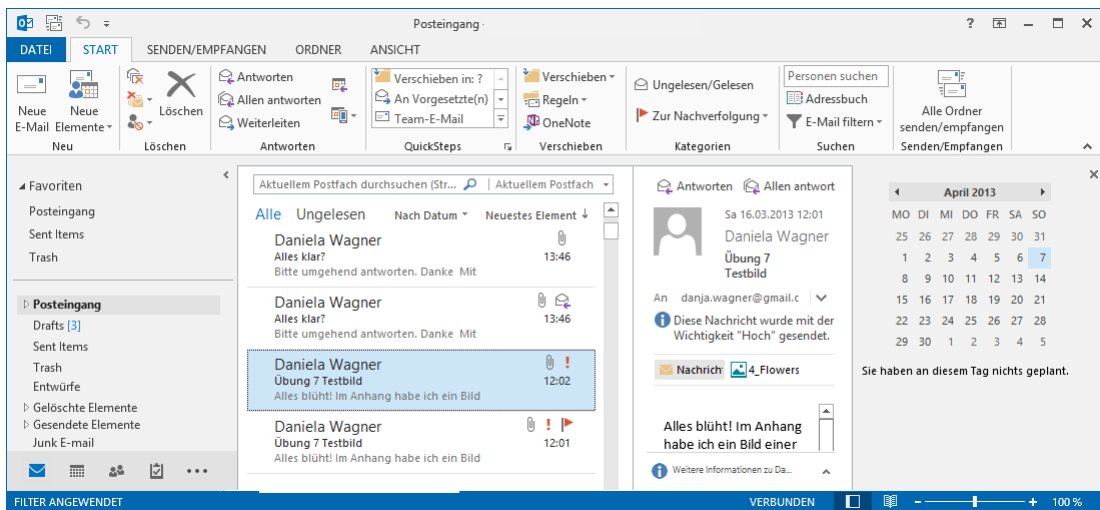 Posteingang
DATEI START SENDEN/EMPFANGEN ORDNER ANSICHT
Neue E-Mail
Neue Elemente
Neu
Löschen
Löschen
Antworten
Allen antworten
Weiterleiten
Antworten
Verschieben in: ?
An Vorgesetzte(n)
Team-E-Mail
QuickSteps
Verschieben
Regeln
OneNote
Verschieben
Ungelesen/Gelesen
Zur Nachverfolgung
Kategorien
Personen suchen
Adressbuch
E-Mail filtern
Suchen
Alle Ordner
senden/empfangen
Senden/Empfangen
Favoriten
Posteingang
Sent Items
Trash
Posteingang
Drafts [3]
Sent Items
Trash
Entwürfe
Gelöschte Elemente
Gesendete Elemente
Junk E-mail
Aktuellem Postfach durchsuchen (Str... Aktuellem Postfach
Alle Ungelesen Nach Datum Neuestes Element
Daniela Wagner
Alles klar? 13:46
Bitte umgehend antworten. Danke Mit
Daniela Wagner
Alles klar? 13:46
Bitte umgehend antworten. Danke Mit
Daniela Wagner
Übung 7 Testbild 12:02
Alles blüht! Im Anhang habe ich ein Bild
Daniela Wagner
Übung 7 Testbild 12:01
Alles blüht! Im Anhang habe ich ein Bild
Antworten Allen antwort
Sa 16.03.2013 12:01
Daniela Wagner
Übung 7
Testbild
An danja.wagner@gmail.c
Diese Nachricht wurde mit der
Wichtigkeit "Hoch" gesendet.
Nachrich 4_Flowers
Alles blüht! Im Anhang
habe ich ein Bild einer
Weitere Informationen zu Da...
April 2013
MO DI MI DO FR SA SO
25 26 27 28 29 30 31
1 2 3 4 5 6 7
8 9 10 11 12 13 14
15 16 17 18 19 20 21
22 23 24 25 26 27 28
29 30 1 2 3 4 5
Sie haben an diesem Tag nichts geplant.
FILTER ANGEWENDET VERBUNDEN 100 %